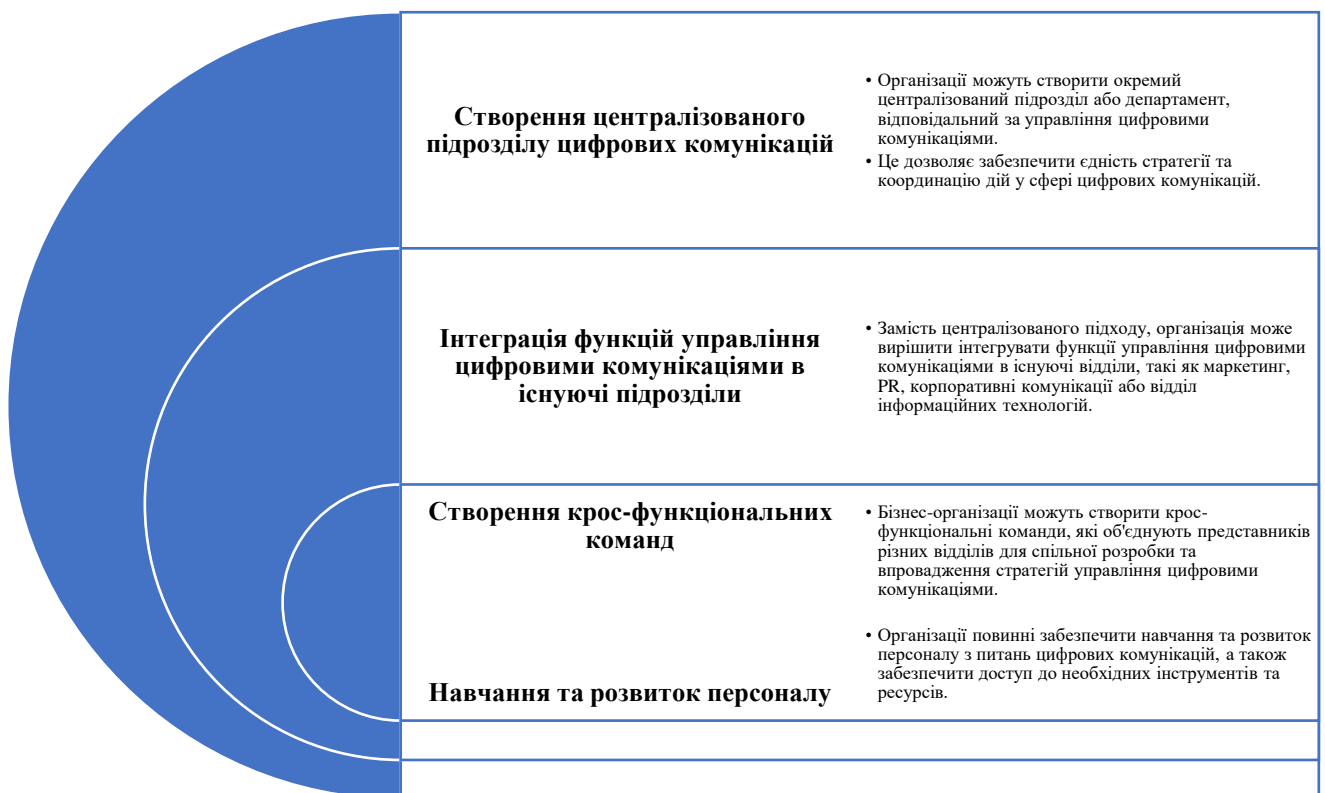 Створення централізованого
підрозділу цифрових комунікацій
• Організації можуть створити окремий
централізований підрозділ або департамент,
відповідальний за управління цифровими
комунікаціями.
• Це дозволяє забезпечити єдність стратегії та
координацію дій у сфері цифрових комунікацій.
Інтеграція функцій управління
цифровими комунікаціями в
існуючі підрозділи
• Замість централізованого підходу, організація може
вирішити інтегрувати функції управління цифровими
комунікаціями в існуючі відділи, такі як маркетинг,
PR, корпоративні комунікації або відділ
інформаційних технологій.
Створення крос-функціональних
команд
• Бізнес-організації можуть створити крос-
функціональні команди, які об'єднують представників
різних відділів для спільної розробки та
впровадження стратегій управління цифровими
комунікаціями.
Навчання та розвиток персоналу
• Організації повинні забезпечити навчання та розвиток
персоналу з питань цифрових комунікацій, а також
забезпечити доступ до необхідних інструментів та
ресурсів.